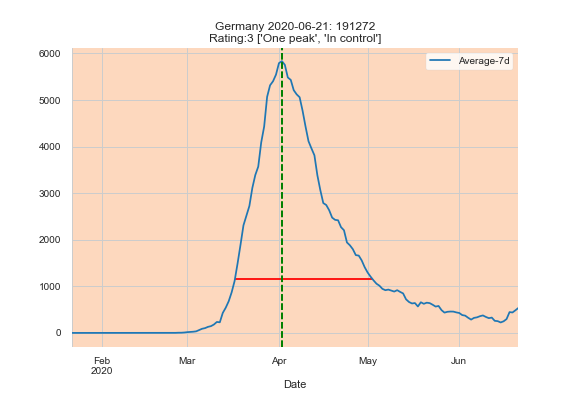 Germany 2020-06-21: 191272
Rating:3 ['One peak', 'In control']
Average-7d
6000
5000
4000
3000
2000
1000
0
Feb
2020
Mar
Apr
May
Jun
Date